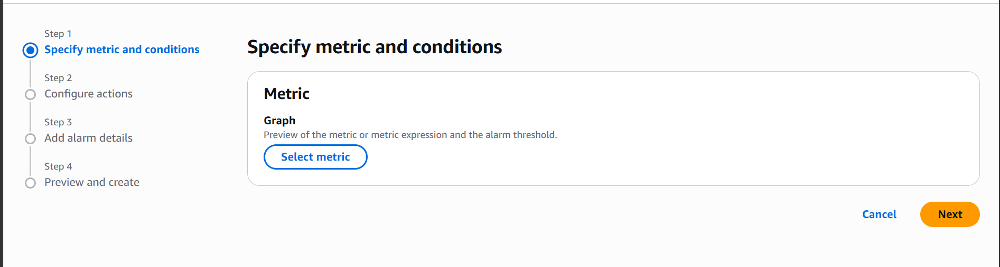 Step 1
Specify metric and conditions
Step 2
Configure actions
Step 3
Add alarm details
Step 4
Preview and create
Specify metric and conditions
Metric
Graph
Preview of the metric or metric expression and the alarm threshold.
Select metric
Cancel
Next